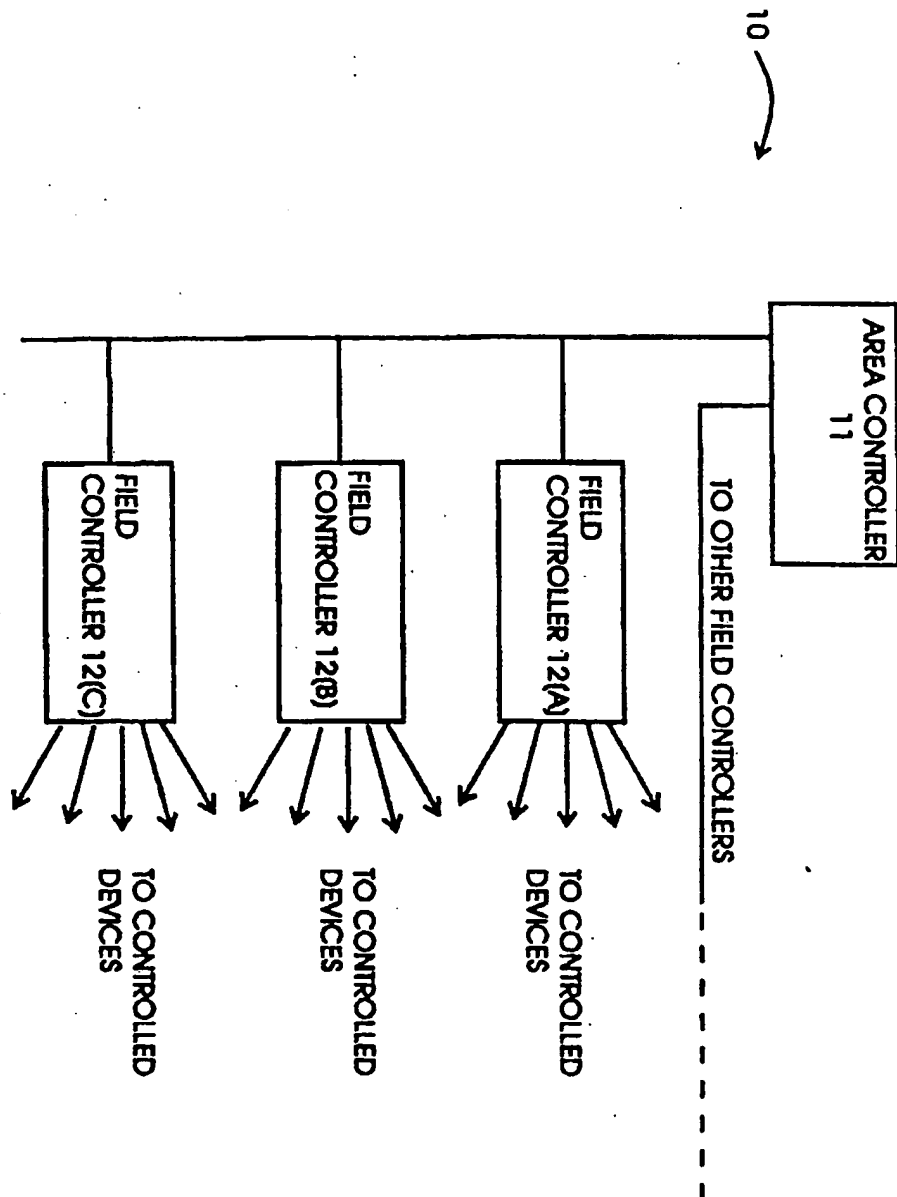 10
AREA CONTROLLER
11
TO OTHER FIELD CONTROLLERS
FIELD
CONTROLLER 12(A)
TO CONTROLLED
DEVICES
FIELD
CONTROLLER 12(B)
TO CONTROLLED
DEVICES
FIELD
CONTROLLER 12(C)
TO CONTROLLED
DEVICES